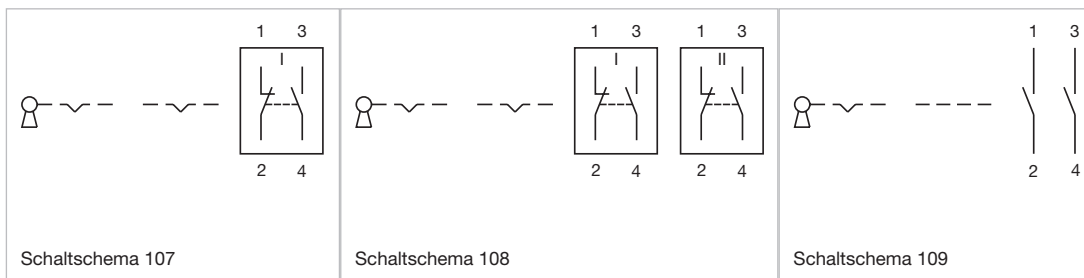 1 3
I
2 4
Schaltschema 107
1 3 1 3
I II
2 4 2 4
Schaltschema 108
1 3
2 4
Schaltschema 109